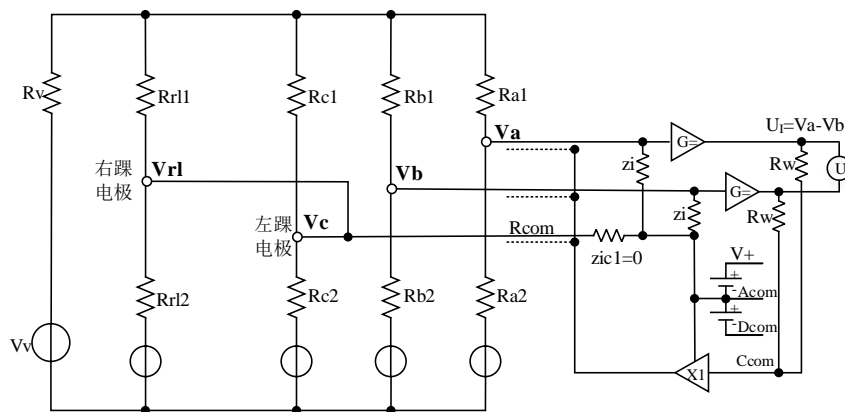 Rv
Rrl1
Rc1
Rb1
Ra1
Va
G=
U_I=Va-Vb
右踝
电极
Vrl
Vb
zi
G=
Rw
U
左踝
电极
Vc
Rcom
zi
Rw
zic1=0
V+
+
-Acom
+
-Dcom
Rrl2
Rc2
Rb2
Ra2
Vv
X1
Ccom